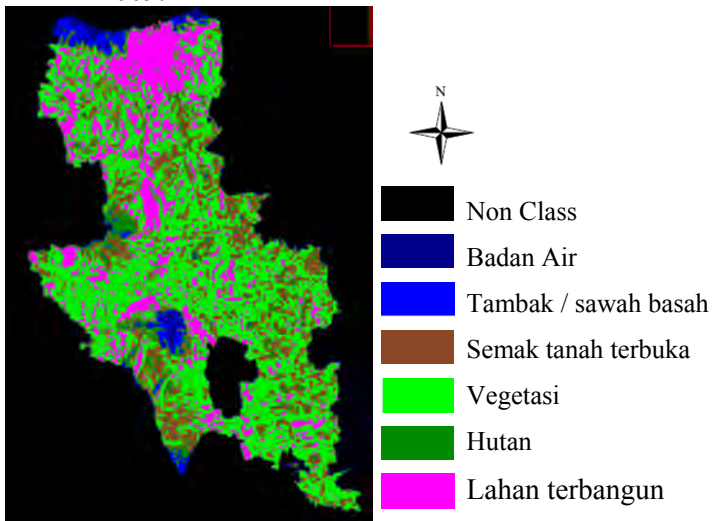 N
Non Class
Badan Air
Tambak / sawah basah
Semak tanah terbuka
Vegetasi
Hutan
Lahan terbangun